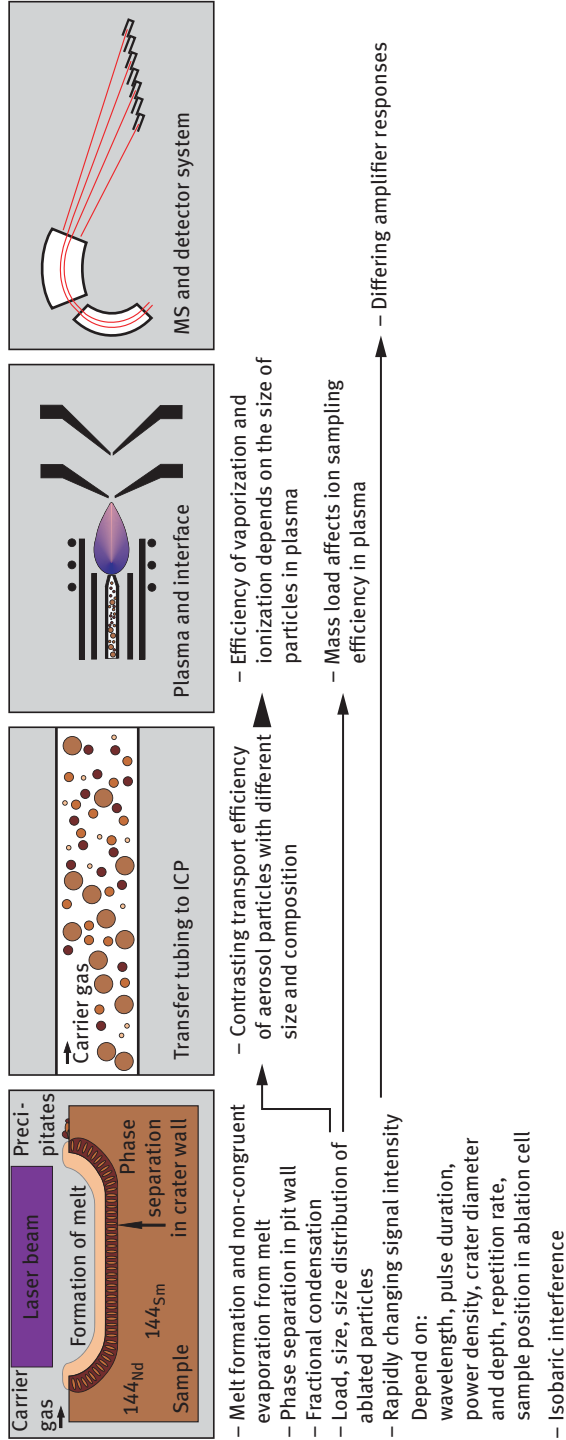 Carrier
gas
Laser beam
Preci-
pitates
Formation of melt
Phase
separation
in crater wall
144Nd
144Sm
Sample
Carrier gas
Transfer tubing to ICP
Plasma and interface
MS and detector system
– Melt formation and non-congruent
evaporation from melt
– Phase separation in pit wall
– Fractional condensation
– Load, size, size distribution of
ablated particles
– Rapidly changing signal intensity
Depend on:
wavelength, pulse duration,
power density, crater diameter
and depth, repetition rate,
sample position in ablation cell
– Isobaric interference
– Contrasting transport efficiency
of aerosol particles with different
size and composition
– Efficiency of vaporization and
ionization depends on the size of
particles in plasma
– Mass load affects ion sampling
efficiency in plasma
– Differing amplifier responses